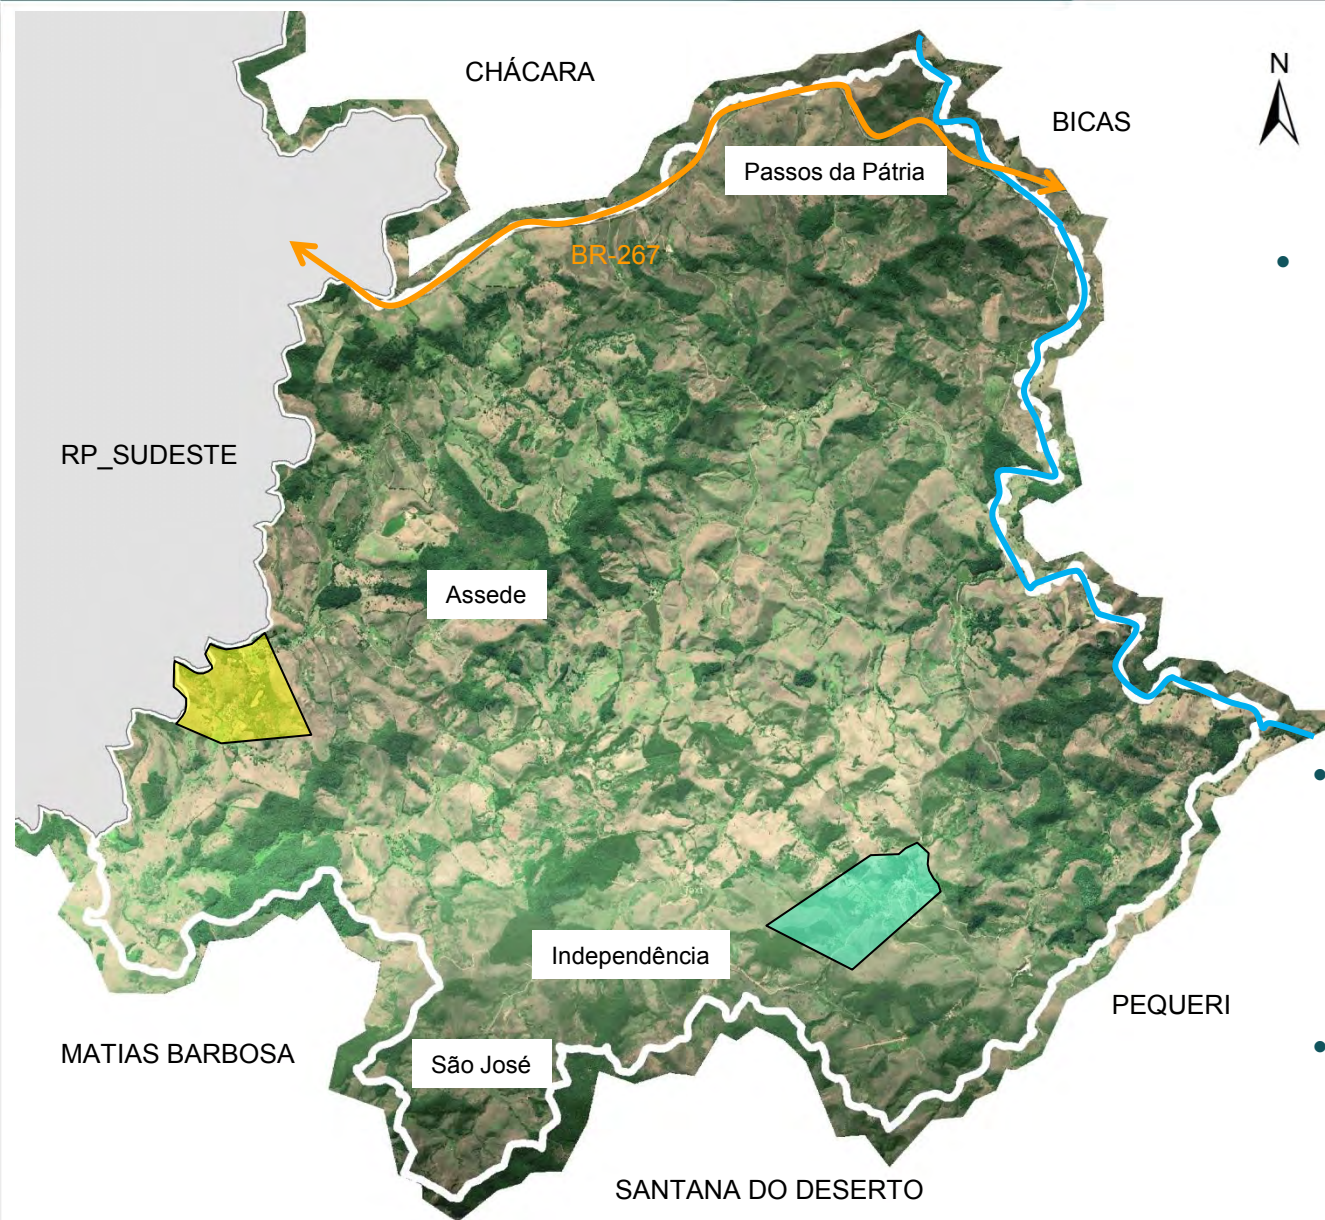 CHÁCARA
N
BICAS
Passos da Pátria
BR-267
RP_SUDESTE
Assede
Independência
PEQUERI
MATIAS BARBOSA
São José
SANTANA DO DESERTO